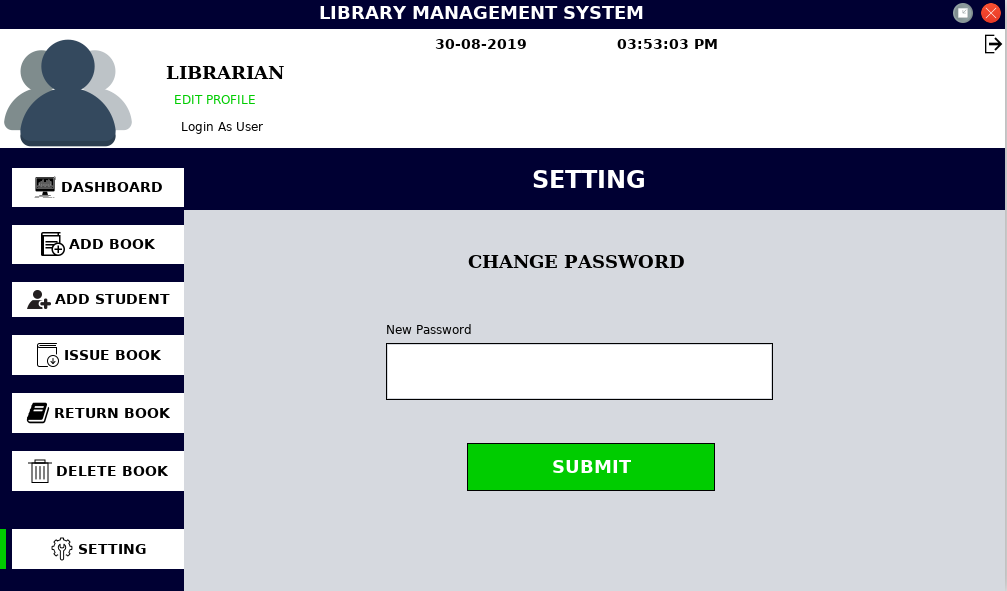 LIBRARY MANAGEMENT SYSTEM
30-08-2019 03:53:03 PM
LIBRARIAN
EDIT PROFILE
Login As User
DASHBOARD
ADD BOOK
ADD STUDENT
ISSUE BOOK
RETURN BOOK
DELETE BOOK
SETTING
SETTING
CHANGE PASSWORD
New Password
SUBMIT